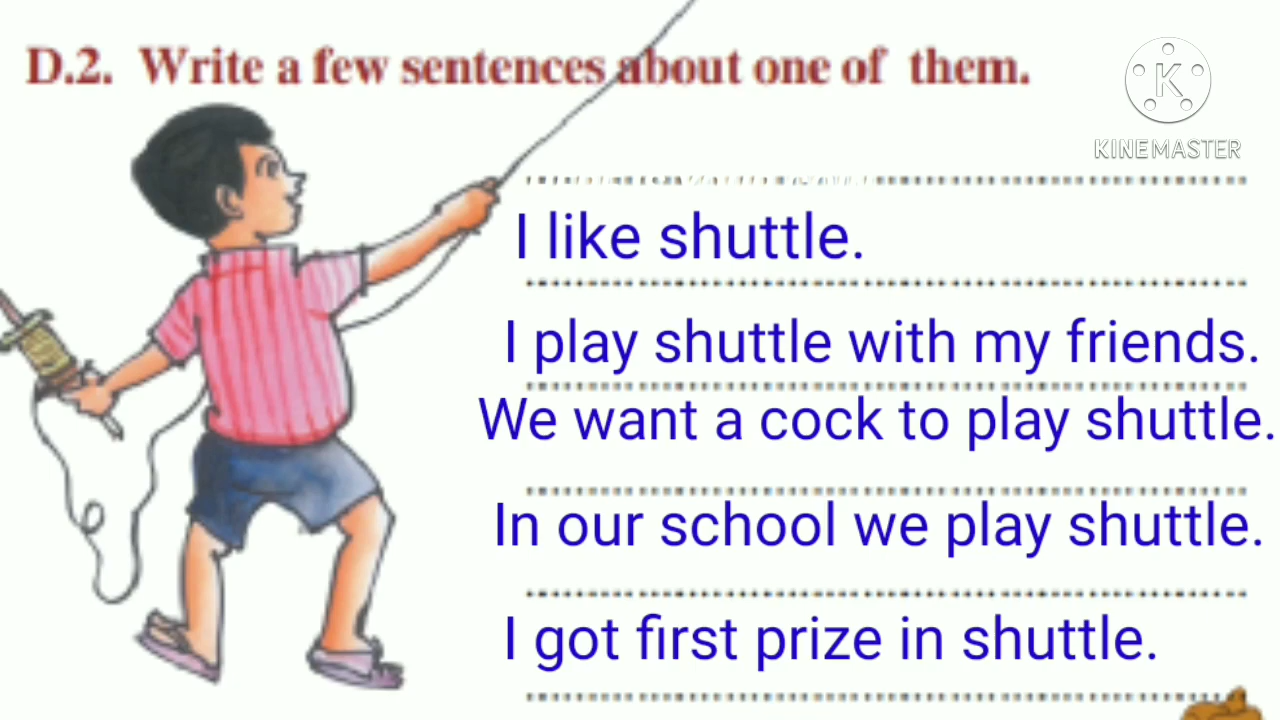 D.2. Write a few sentences about one of them.
KINEMASTER
I like shuttle.
I play shuttle with my friends.
We want a cock to play shuttle.
In our school we play shuttle.
I got first prize in shuttle.